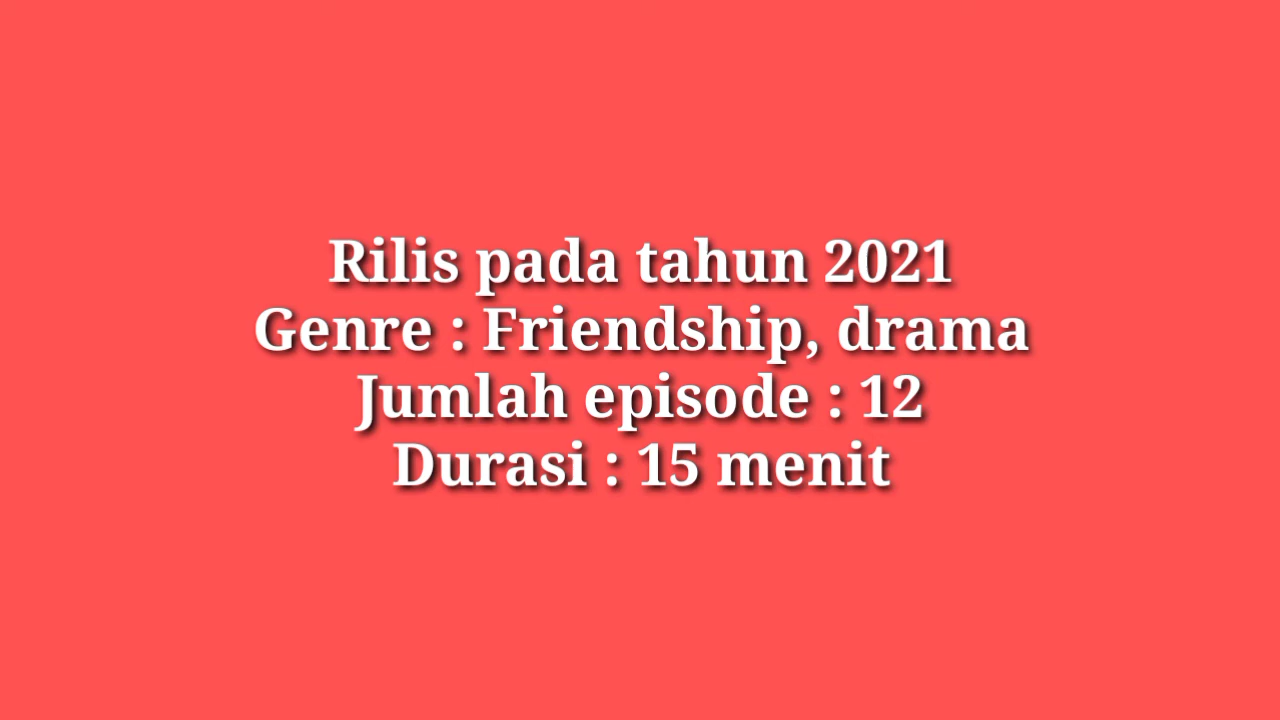 Rilis pada tahun 2021
Genre : Friendship, drama
Jumlah episode : 12
Durasi : 15 menit